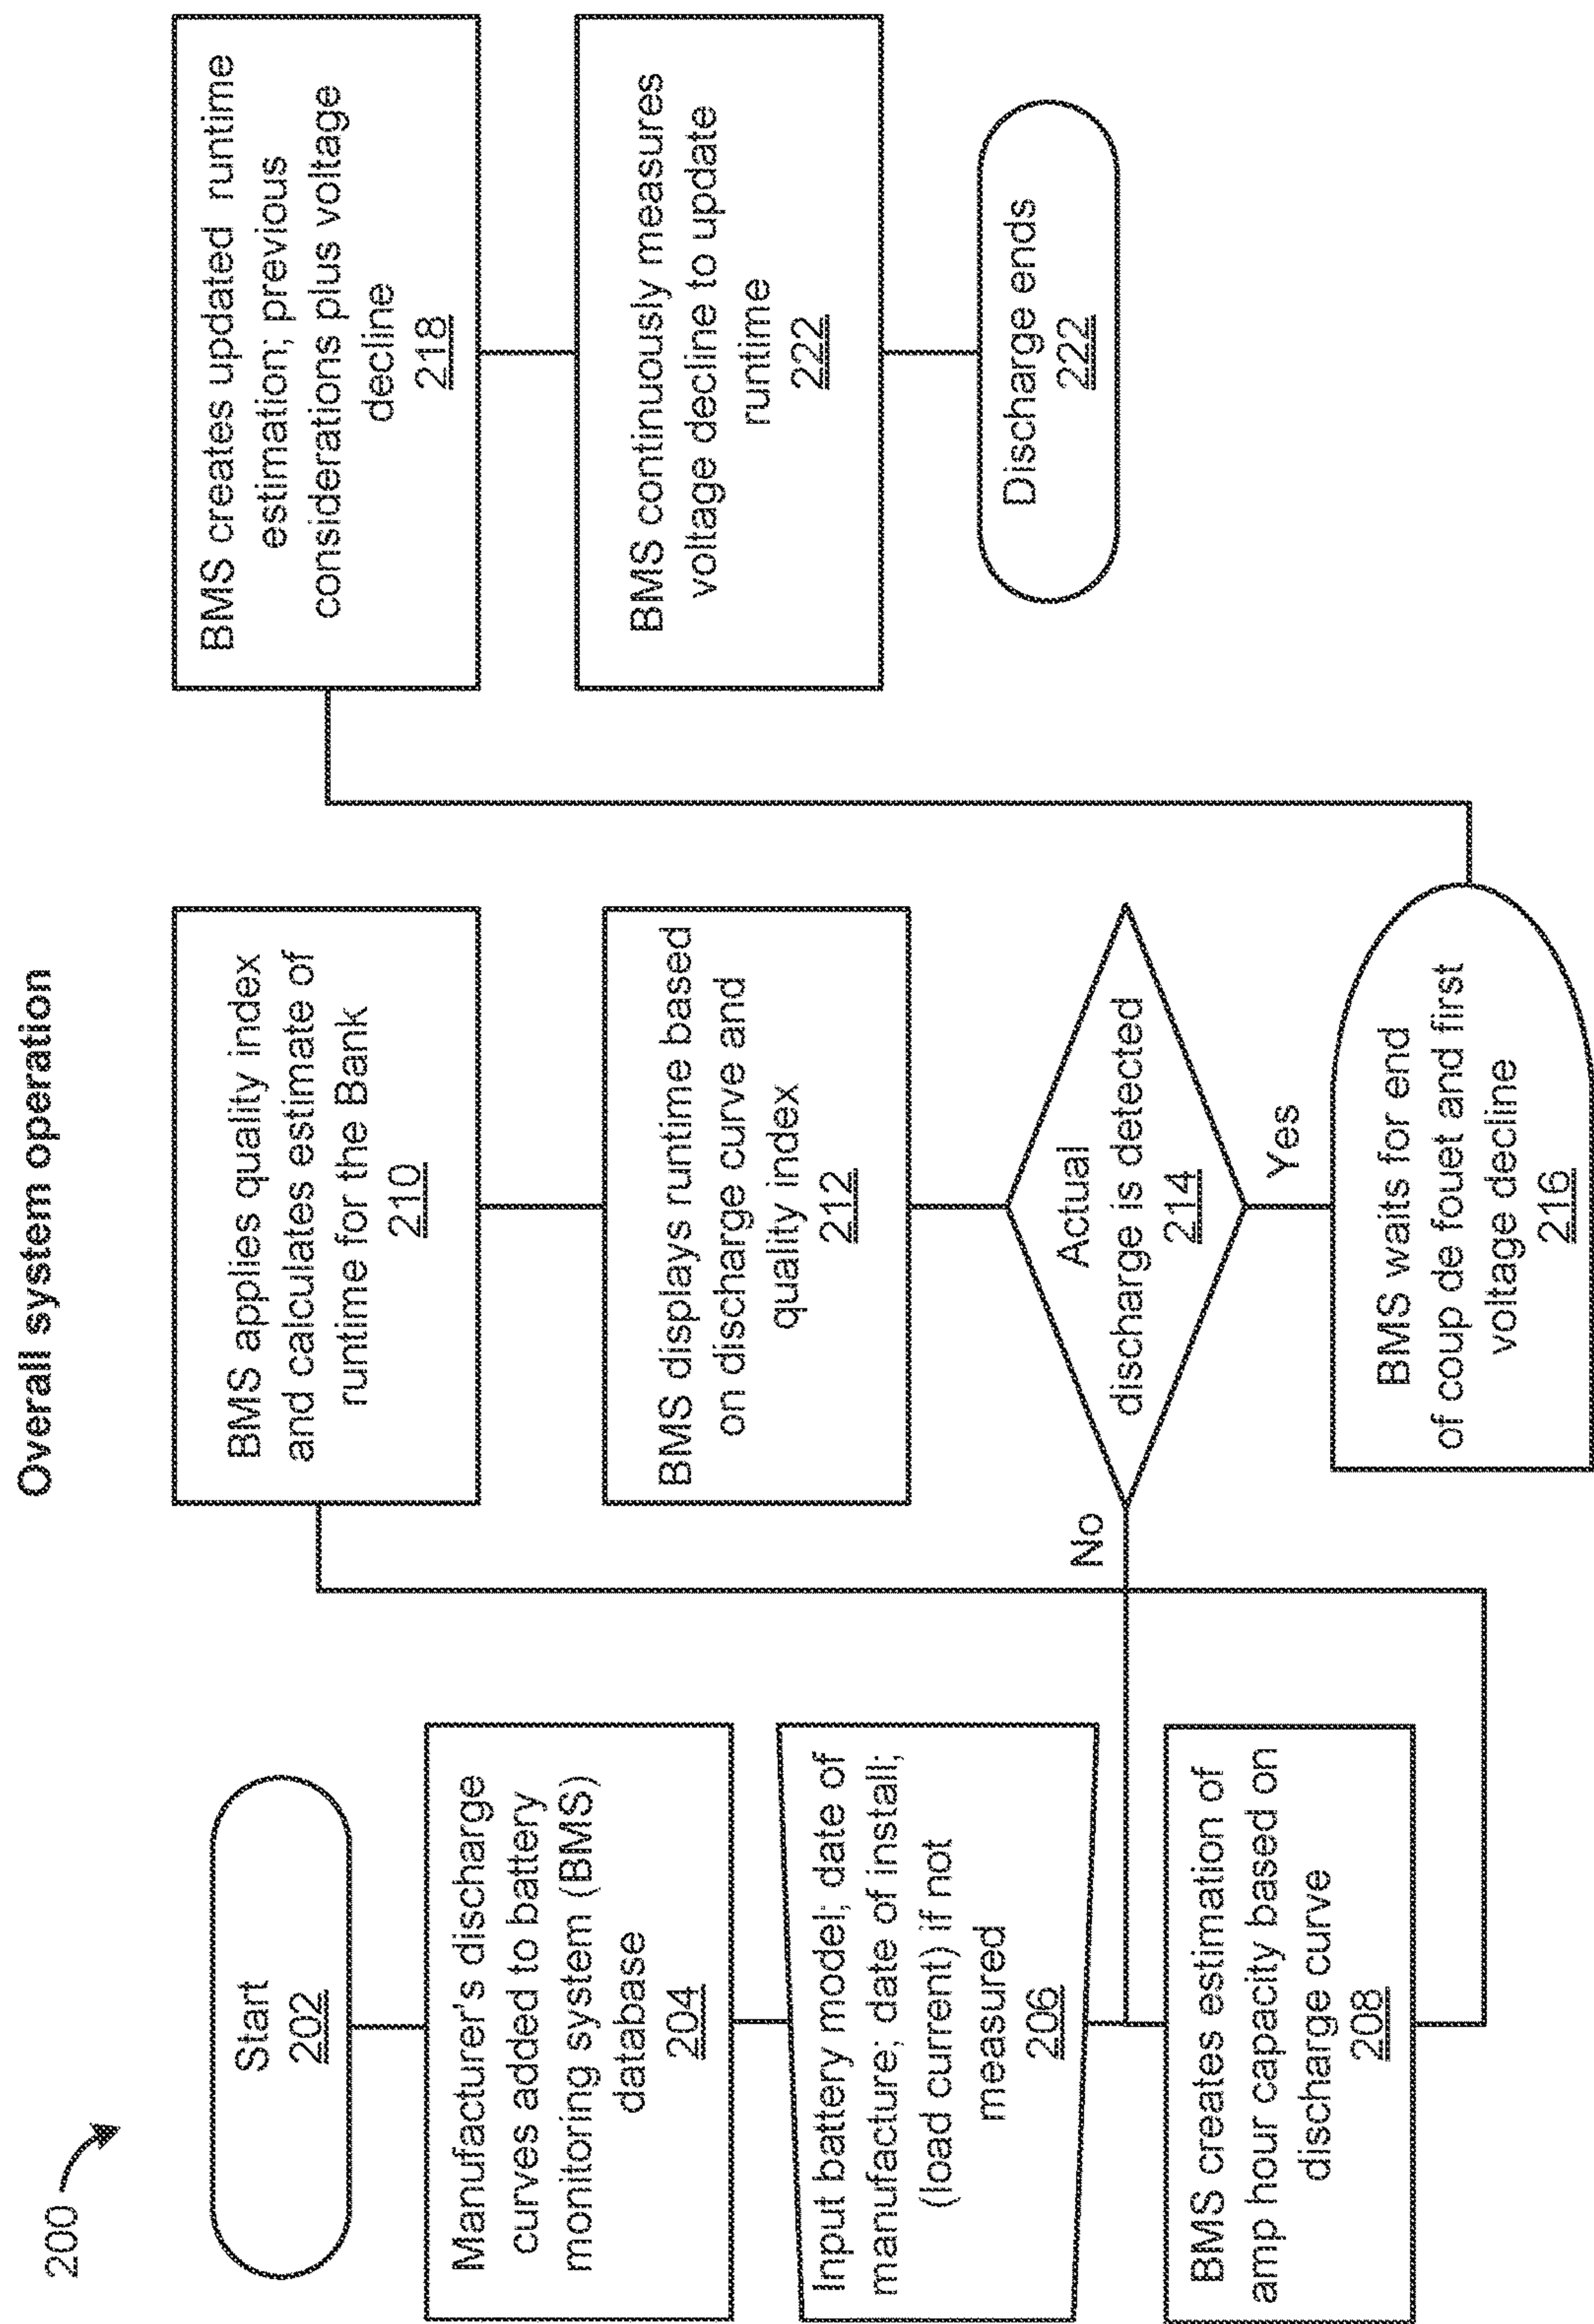 Overall system operation
200
Start
202
Manufacturer's discharge
curves added to battery
monitoring system (BMS)
database
204
Input battery model; date of
manufacture; date of install;
(load current) if not
measured
206
BMS creates estimation of
amp hour capacity based on
discharge curve
208
BMS applies quality index
and calculates estimate of
runtime for the Bank
210
BMS displays runtime based
on discharge curve and
quality index
212
Actual
discharge is detected
214
No
Yes
BMS waits for end
of coup de fouet and first
voltage decline
216
BMS creates updated runtime
estimation; previous
considerations plus voltage
decline
218
BMS continuously measures
voltage decline to update
runtime
222
Discharge ends
222